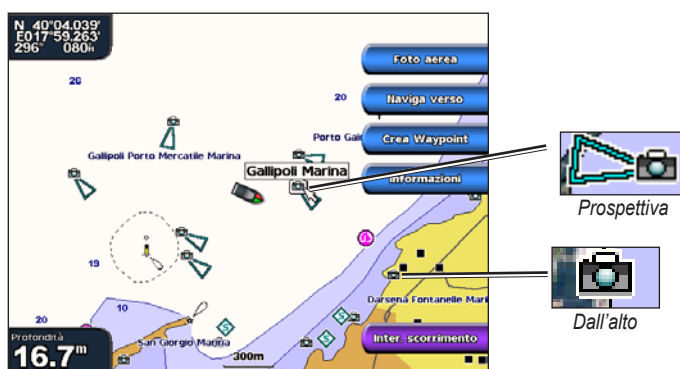 N 40°04.039'
E017°59.263'
296° 080ñ
Foto aerea
20
20
Naviga verso
Crea Waypoint
Porto Gai
Gallipoli Porto Mercatile Marina
Gallipoli Marina
Informazioni
Prospettiva
19
10
Darsena Fontanelle Mari
Dall'alto
20
S
S
S
San Giorgio Marina
Profondità
16.7m
300m
Inter. scorrimento